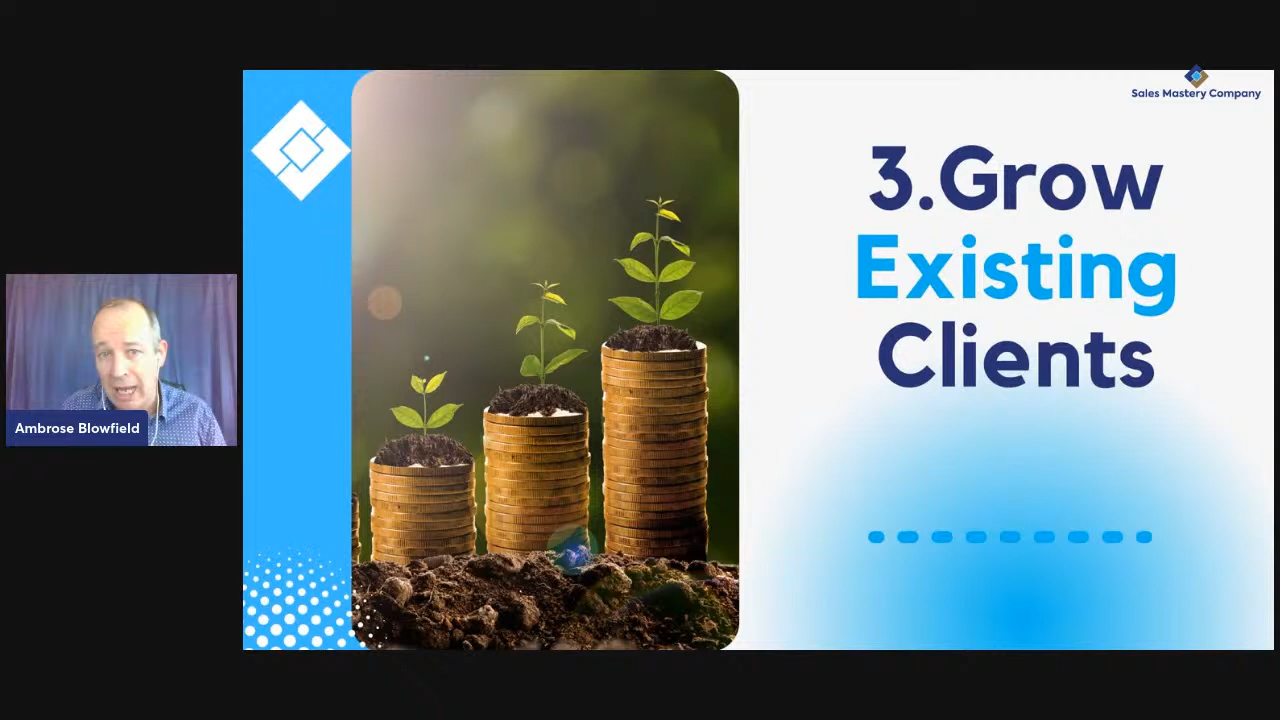 Sales Mastery Company
3.Grow
Existing
Clients
Ambrose Blowfield